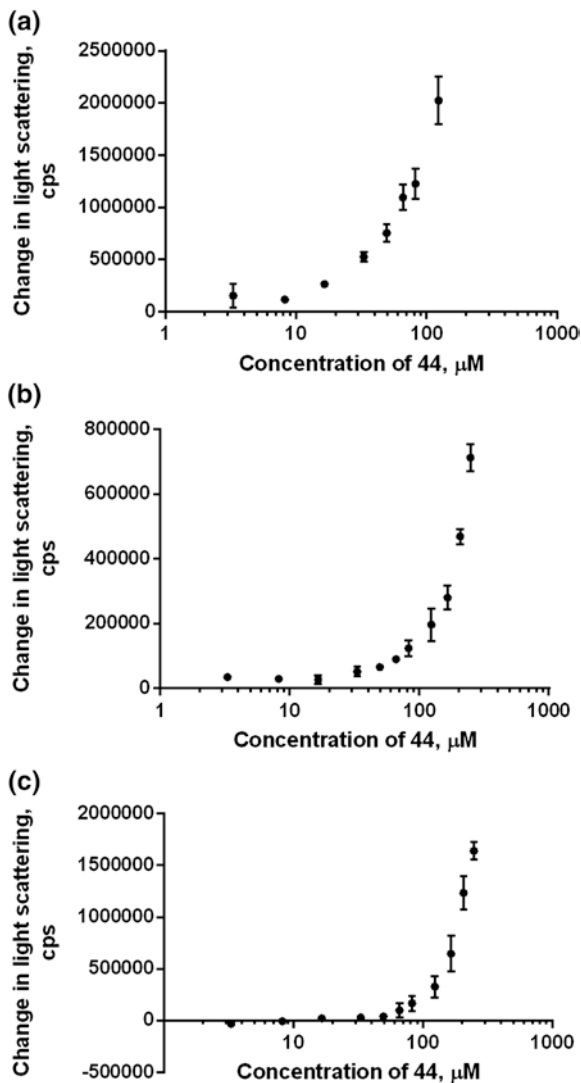 (a)
Change in light scattering,
cps
2500000
2000000
1500000
1000000
500000
0
1 10 100 1000
Concentration of 44, μM
(b)
Change in light scattering,
cps
800000
600000
400000
200000
0
1 10 100 1000
Concentration of 44, μM
(c)
Change in light scattering,
cps
2000000
1500000
1000000
500000
0
-500000
10 100 1000
Concentration of 44, μM